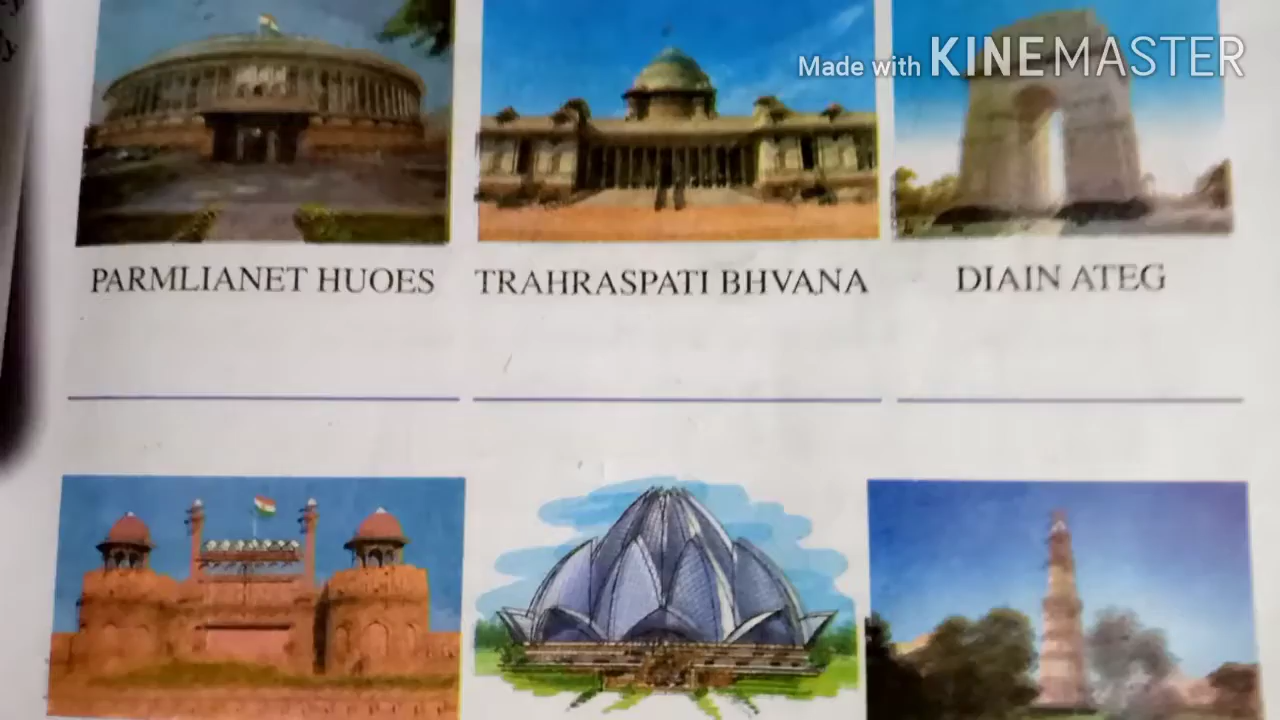 Made with KINEMASTER
PARMLIANET HUOES
TRAHRASPATI BHVANA
DIAIN ATEG